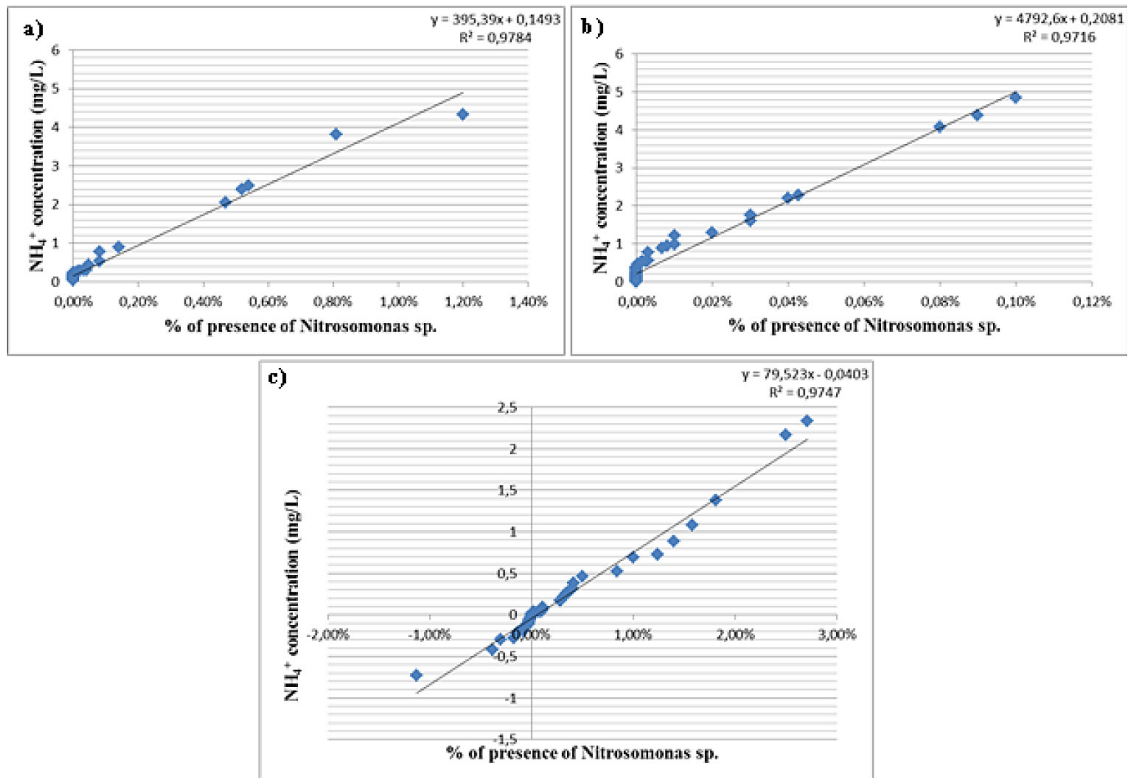 a)
y = 395,39x + 0,1493
R² = 0,9784
NH₄⁺ concentration (mg/L)
6
5
4
3
2
1
0
0,00% 0,20% 0,40% 0,60% 0,80% 1,00% 1,20% 1,40%
% of presence of Nitrosomonas sp.
b)
y = 4792,6x + 0,2081
R² = 0,9716
NH₄⁺ concentration (mg/L)
6
5
4
3
2
1
0
0,00% 0,02% 0,04% 0,06% 0,08% 0,10% 0,12%
% of presence of Nitrosomonas sp.
c)
y = 79,523x - 0,0403
R² = 0,9747
NH₄⁺ concentration (mg/L)
2,5
2
1,5
1
0,5
0
-2,00% -1,00% 0,00% 1,00% 2,00% 3,00%
-0,5
-1
-1,5
% of presence of Nitrosomonas sp.